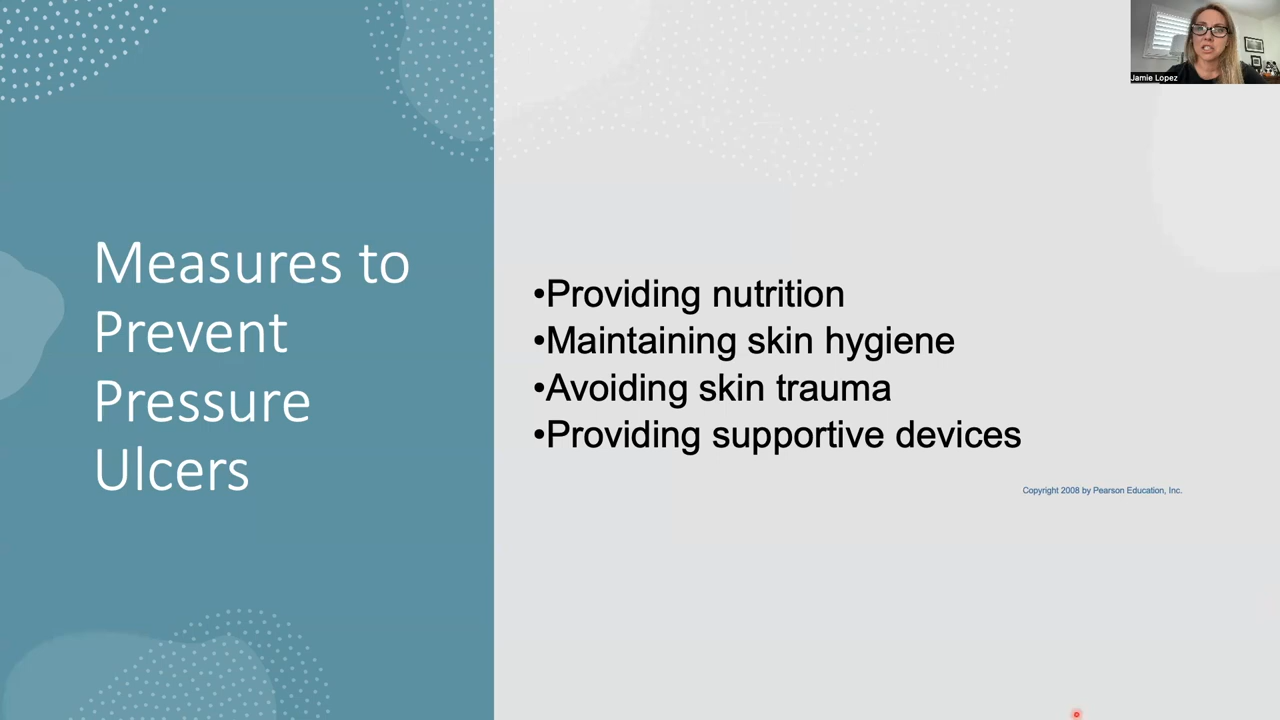 Jamie Lopez
Measures to
Prevent
Pressure
Ulcers
•Providing nutrition
•Maintaining skin hygiene
•Avoiding skin trauma
•Providing supportive devices
Copyright 2008 by Pearson Education, Inc.